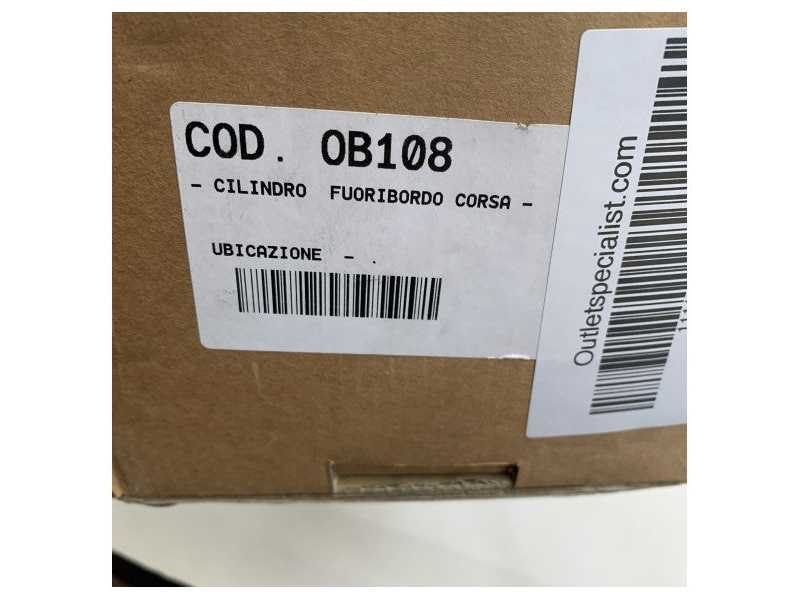 COD. OB108
- CILINDRO FUORIBORDO CORSA -
UBICAZIONE - .
Outletspecialist.com